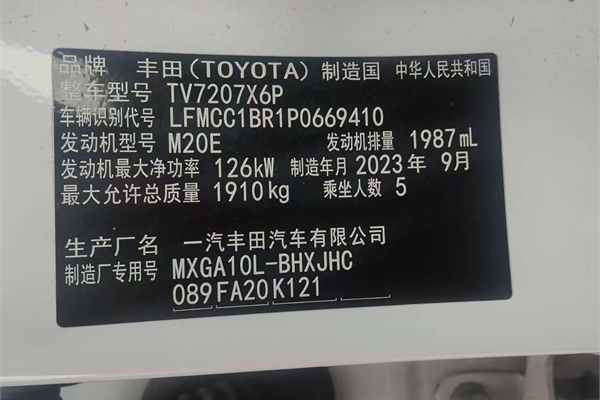 品牌 丰田(TOYOTA) 制造国 中华人民共和国
整车型号 TV7207X6P
车辆识别代号 LFMCC1BR1P0669410
发动机型号 M20E 发动机排量 1987mL
发动机最大净功率 126kW 制造年月 2023年 9月
最大允许总质量 1910kg 乘坐人数 5
生产厂名 一汽丰田汽车有限公司
制造厂专用号 MXGA10L-BHXJHC
089 FA20 K121